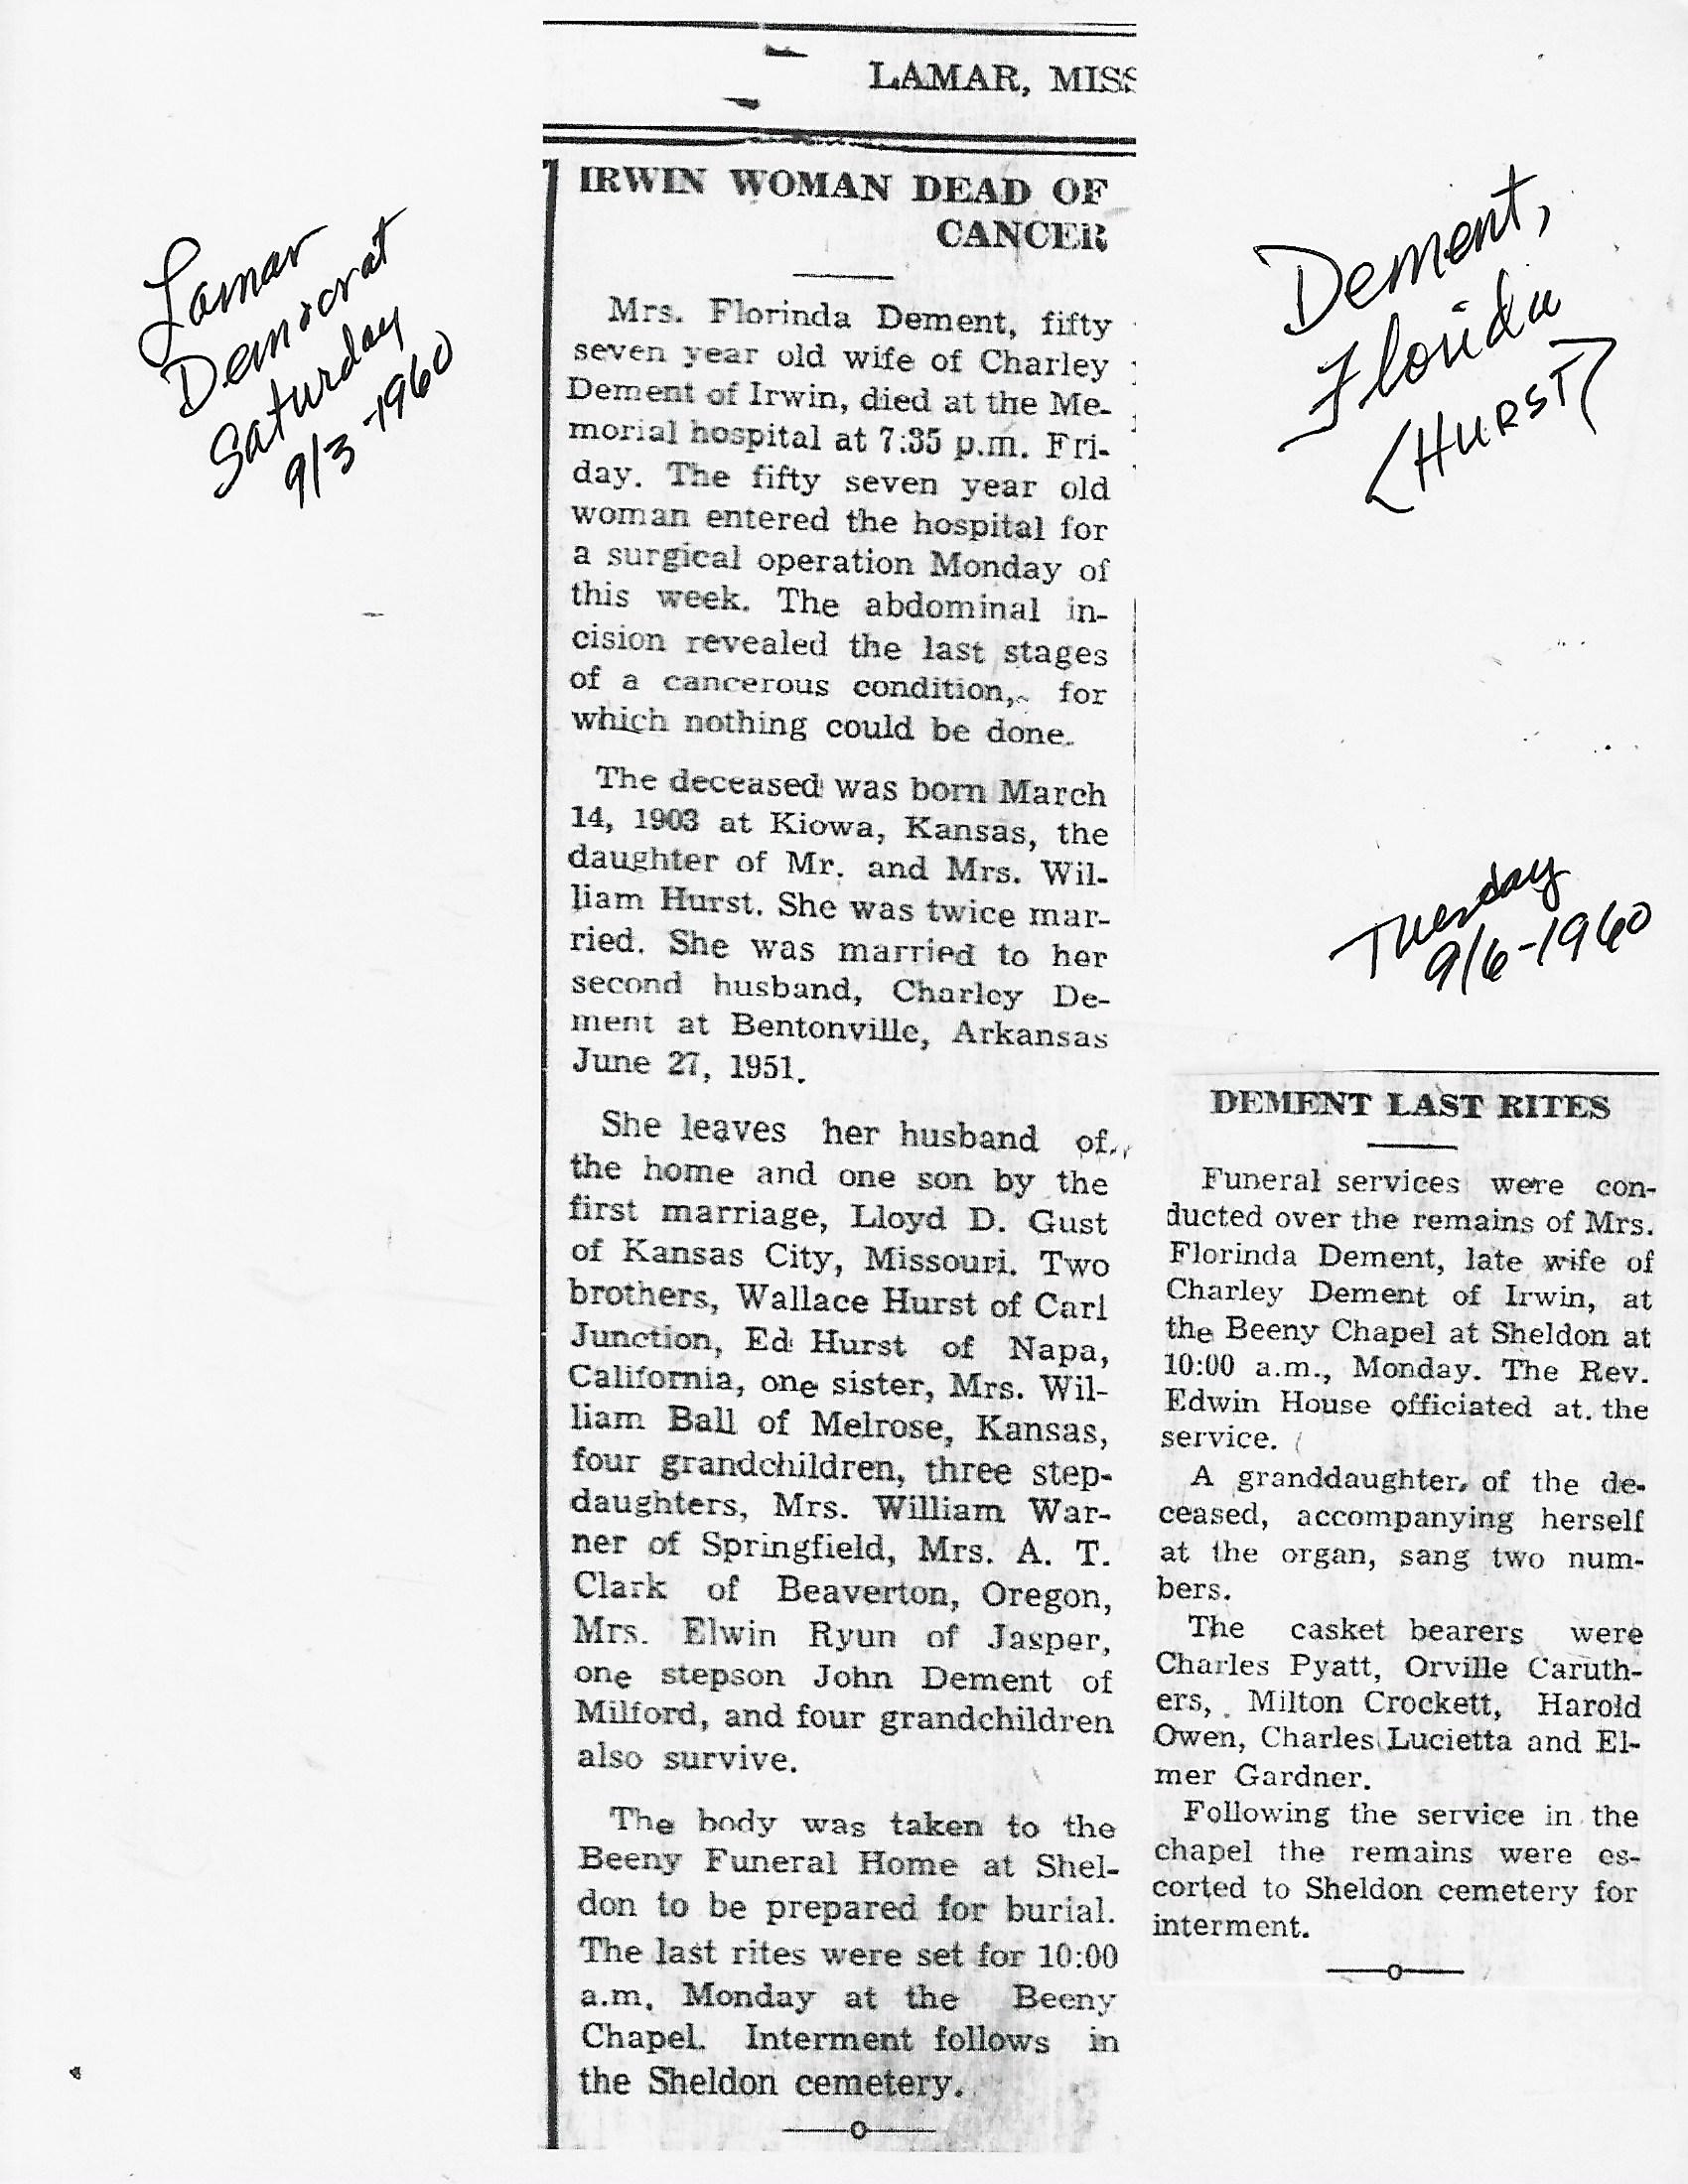 LAMAR, MISS
Lamar
Democrat
Saturday
9/3-1960
IRWIN WOMAN DEAD OF
CANCER
Mrs. Florinda Dement, fifty
seven year old wife of Charley
Dement of Irwin, died at the Me-
morial hospital at 7:35 p.m. Fri-
day. The fifty seven year old
woman entered the hospital for
a surgical operation Monday of
this week. The abdominal in-
cision revealed the last stages
of a cancerous condition, for
which nothing could be done.
The deceased was born March
14, 1903 at Kiowa, Kansas, the
daughter of Mr. and Mrs. Wil-
liam Hurst. She was twice mar-
ried. She was married to her
second husband, Charley De-
ment at Bentonville, Arkansas
June 27, 1951.
She leaves her husband of
the home and one son by the
first marriage, Lloyd D. Gust
of Kansas City, Missouri. Two
brothers, Wallace Hurst of Carl
Junction, Ed Hurst of Napa,
California, one sister, Mrs. Wil-
liam Ball of Melrose, Kansas,
four grandchildren, three step-
daughters, Mrs. William War-
ner of Springfield, Mrs. A. T.
Clark of Beaverton, Oregon,
Mrs. Elwin Ryun of Jasper,
one stepson John Dement of
Milford, and four grandchildren
also survive.
The body was taken to the
Beeny Funeral Home at Shel-
don to be prepared for burial.
The last rites were set for 10:00
a.m. Monday at the Beeny
Chapel. Interment follows in
the Sheldon cemetery.
Dement,
Florida
(HURST)
Tuesday
9/6-1960
DEMENT LAST RITES
Funeral services were con-
ducted over the remains of Mrs.
Florinda Dement, late wife of
Charley Dement of Irwin, at
the Beeny Chapel at Sheldon at
10:00 a.m., Monday. The Rev.
Edwin House officiated at the
service.
A granddaughter of the de-
ceased, accompanying herself
at the organ, sang two num-
bers.
The casket bearers were
Charles Pyatt, Orville Caruth-
ers, Milton Crockett, Harold
Owen, Charles Lucietta and El-
mer Gardner.
Following the service in the
chapel the remains were es-
corted to Sheldon cemetery for
interment.